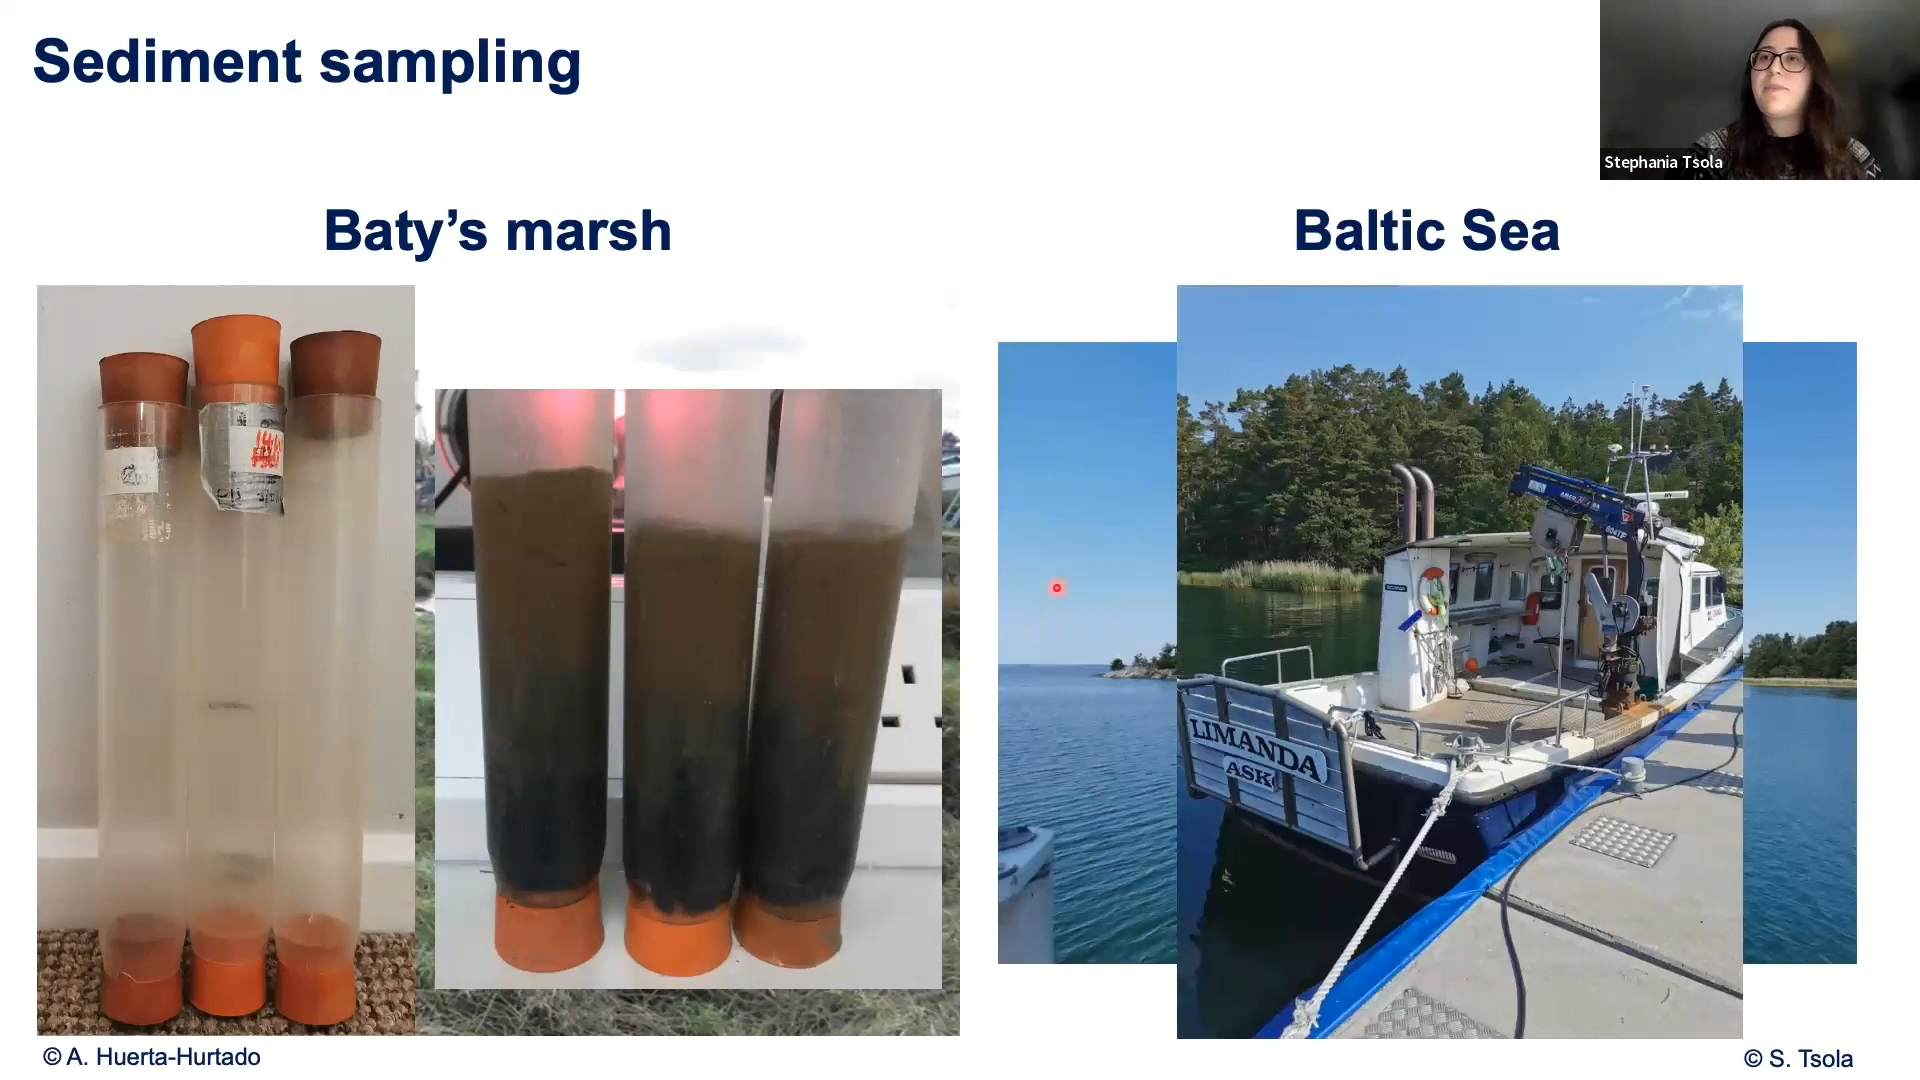 Sediment sampling
Stephania Tsola
Baty’s marsh
Baltic Sea
LIMANDA
ASK
© A. Huerta-Hurtado
© S. Tsola